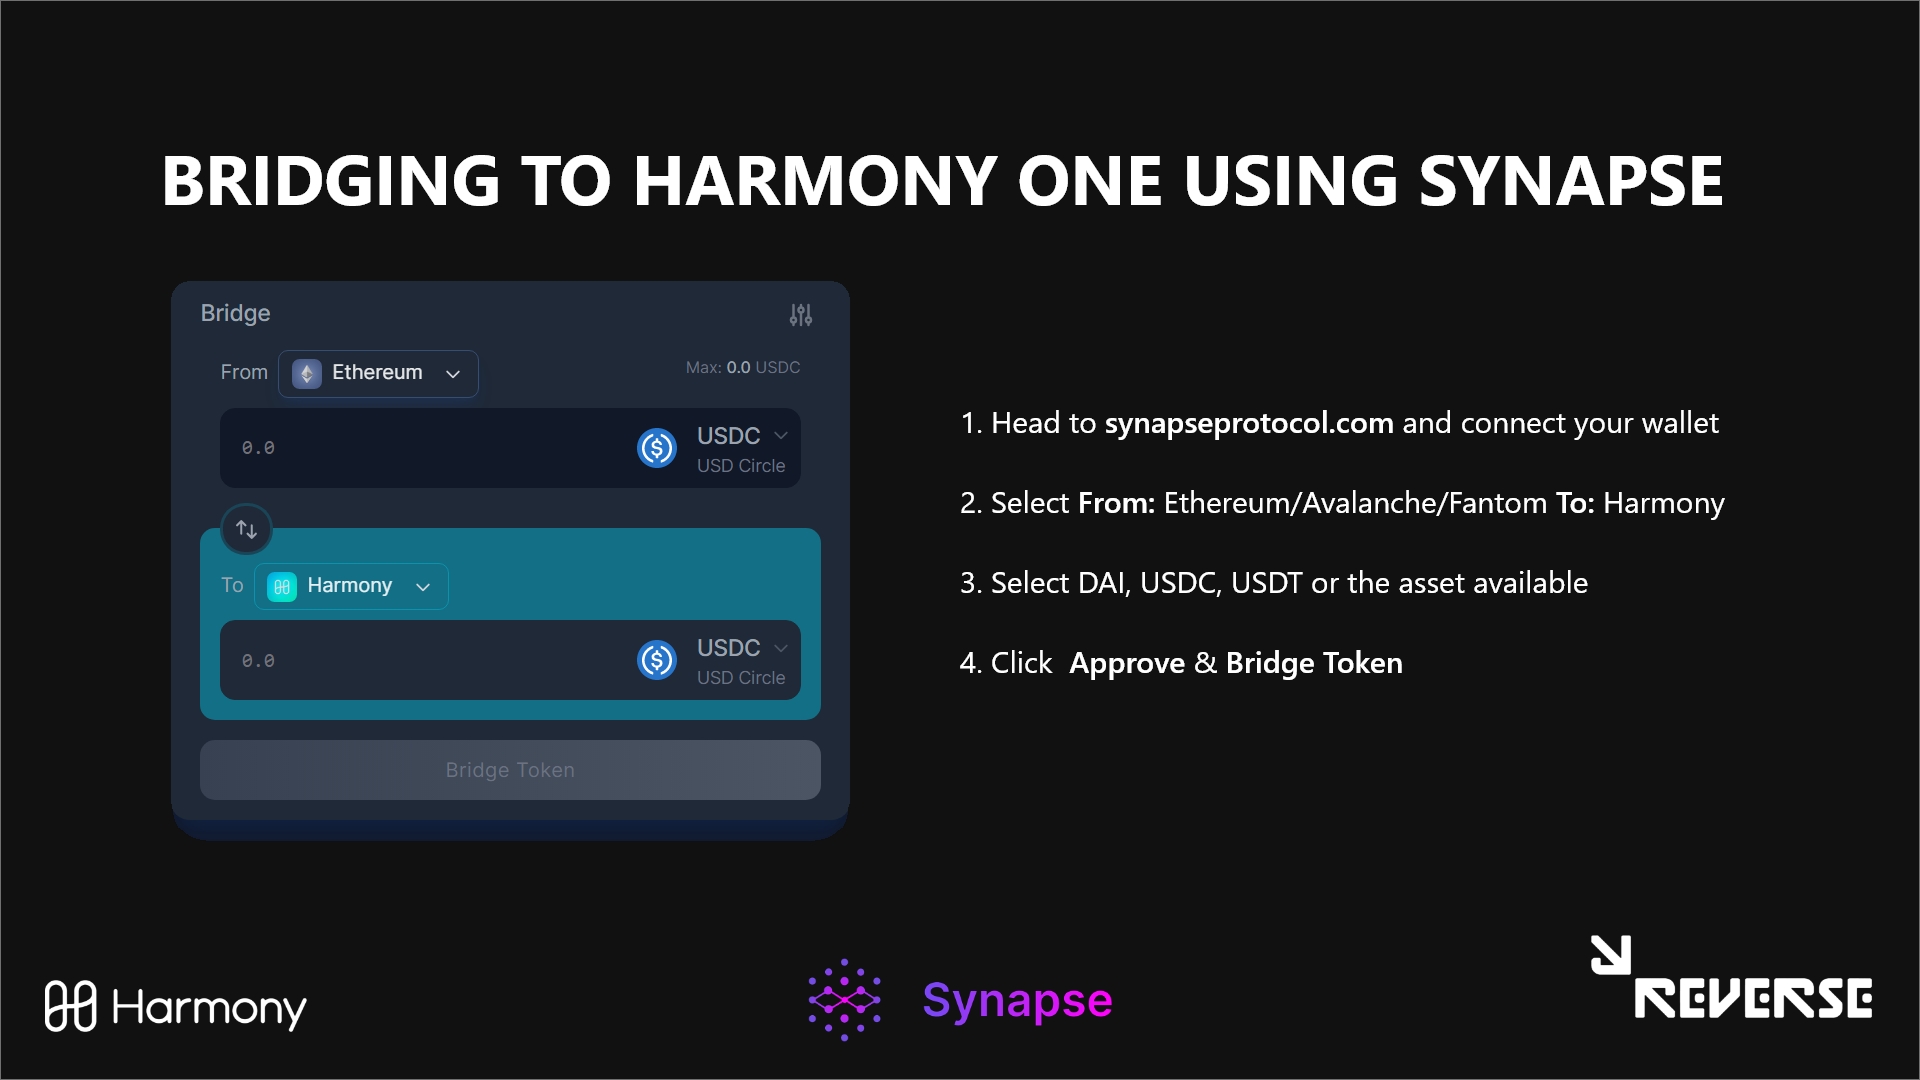 BRIDGING TO HARMONY ONE USING SYNAPSE
Bridge
From Ethereum Max: 0.0 USDC
0.0 USDC
USD Circle
To Harmony
0.0 USDC
USD Circle
Bridge Token
1. Head to synapseprotocol.com and connect your wallet
2. Select From: Ethereum/Avalanche/Fantom To: Harmony
3. Select DAI, USDC, USDT or the asset available
4. Click Approve & Bridge Token
Harmony
Synapse
REVERSE